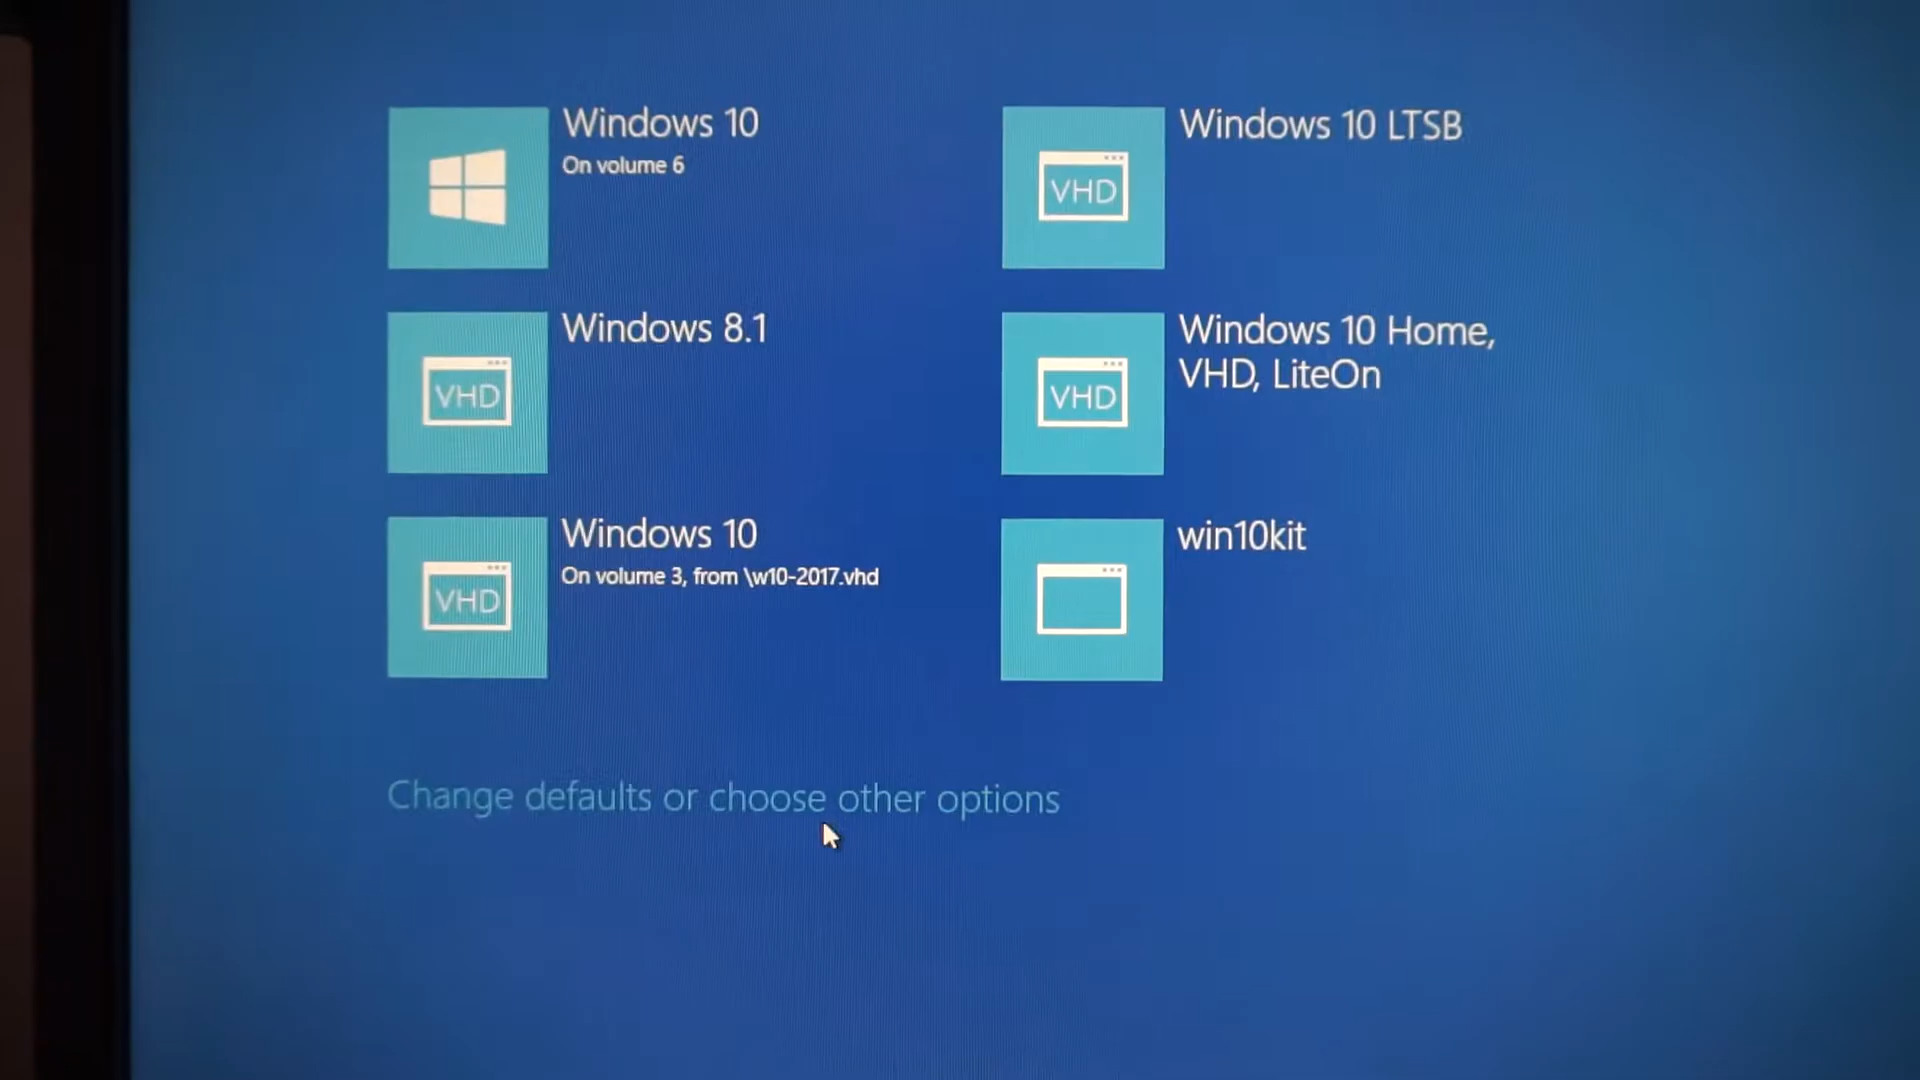 Windows 10
On volume 6
VHD
Windows 10 LTSB
VHD
Windows 8.1
VHD
Windows 10 Home,
VHD, LiteOn
VHD
Windows 10
On volume 3, from \w10-2017.vhd
win10kit
Change defaults or choose other options